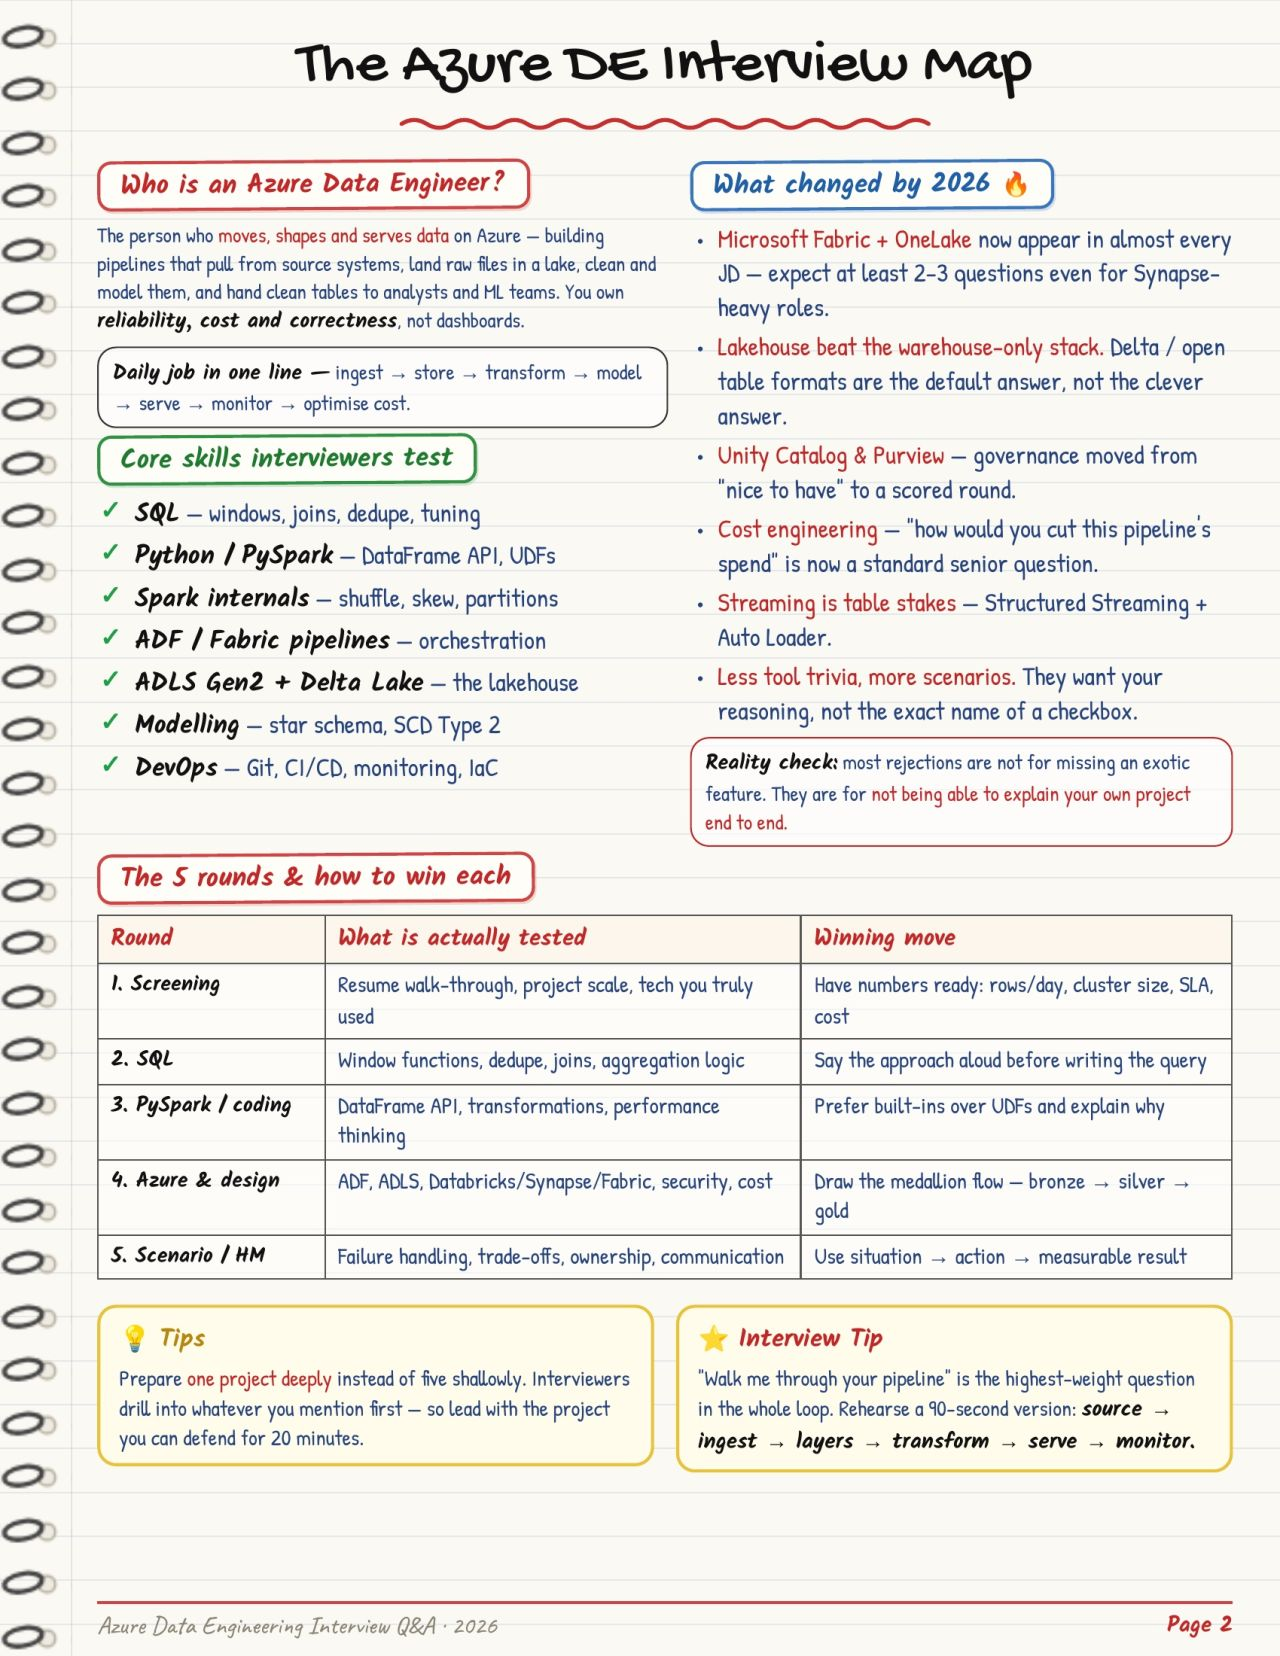 The Azure DE Interview Map
Who is an Azure Data Engineer?
The person who moves, shapes and serves data on Azure — building
pipelines that pull from source systems, land raw files in a lake, clean and
model them, and hand clean tables to analysts and ML teams. You own
reliability, cost and correctness, not dashboards.
Daily job in one line — ingest → store → transform → model
→ serve → monitor → optimise cost.
Core skills interviewers test
✓ SQL — windows, joins, dedupe, tuning
✓ Python / PySpark — DataFrame API, UDFs
✓ Spark internals — shuffle, skew, partitions
✓ ADF / Fabric pipelines — orchestration
✓ ADLS Gen2 + Delta Lake — the lakehouse
✓ Modelling — star schema, SCD Type 2
✓ DevOps — Git, CI/CD, monitoring, IaC
What changed by 2026 🔥
• Microsoft Fabric + OneLake now appear in almost every
JD — expect at least 2-3 questions even for Synapse-
heavy roles.
• Lakehouse beat the warehouse-only stack. Delta / open
table formats are the default answer, not the clever
answer.
• Unity Catalog & Purview — governance moved from
"nice to have" to a scored round.
• Cost engineering — "how would you cut this pipeline's
spend" is now a standard senior question.
• Streaming is table stakes — Structured Streaming +
Auto Loader.
• Less tool trivia, more scenarios. They want your
reasoning, not the exact name of a checkbox.
Reality check: most rejections are not for missing an exotic
feature. They are for not being able to explain your own project
end to end.
The 5 rounds & how to win each
Round What is actually tested Winning move
1. Screening Resume walk-through, project scale, tech you truly
used
Have numbers ready: rows/day, cluster size, SLA,
cost
2. SQL Window functions, dedupe, joins, aggregation logic Say the approach aloud before writing the query
3. PySpark / coding DataFrame API, transformations, performance
thinking
Prefer built-ins over UDFs and explain why
4. Azure & design ADF, ADLS, Databricks/Synapse/Fabric, security, cost Draw the medallion flow — bronze → silver →
gold
5. Scenario / HM Failure handling, trade-offs, ownership, communication Use situation → action → measurable result
💡 Tips
Prepare one project deeply instead of five shallowly. Interviewers
drill into whatever you mention first — so lead with the project
you can defend for 20 minutes.
⭐ Interview Tip
"Walk me through your pipeline" is the highest-weight question
in the whole loop. Rehearse a 90-second version: source →
ingest → layers → transform → serve → monitor.
Azure Data Engineering Interview Q&A · 2026
Page 2